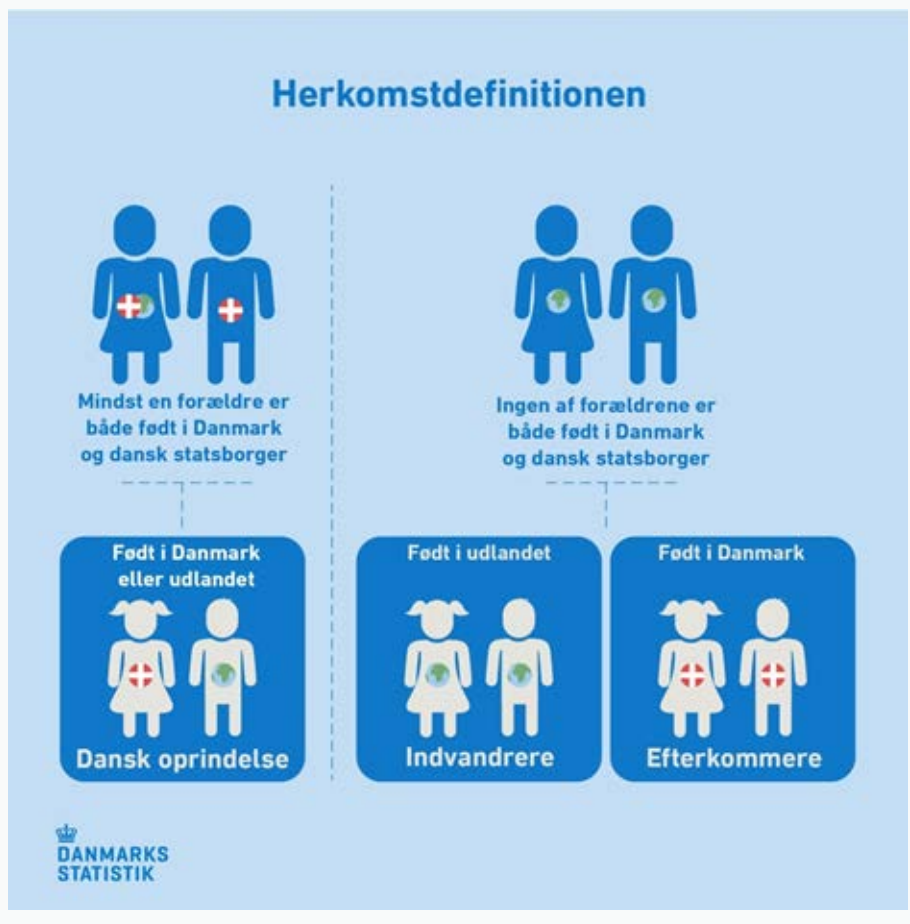 Herkomstdefinitionen
Mindst en forældre er
både født i Danmark
og dansk statsborger
Ingen af forældrene er
både født i Danmark
og dansk statsborger
Født i Danmark
eller udlandet
Dansk oprindelse
Født i udlandet
Indvandrere
Født i Danmark
Efterkommere
DANMARKS
STATISTIK